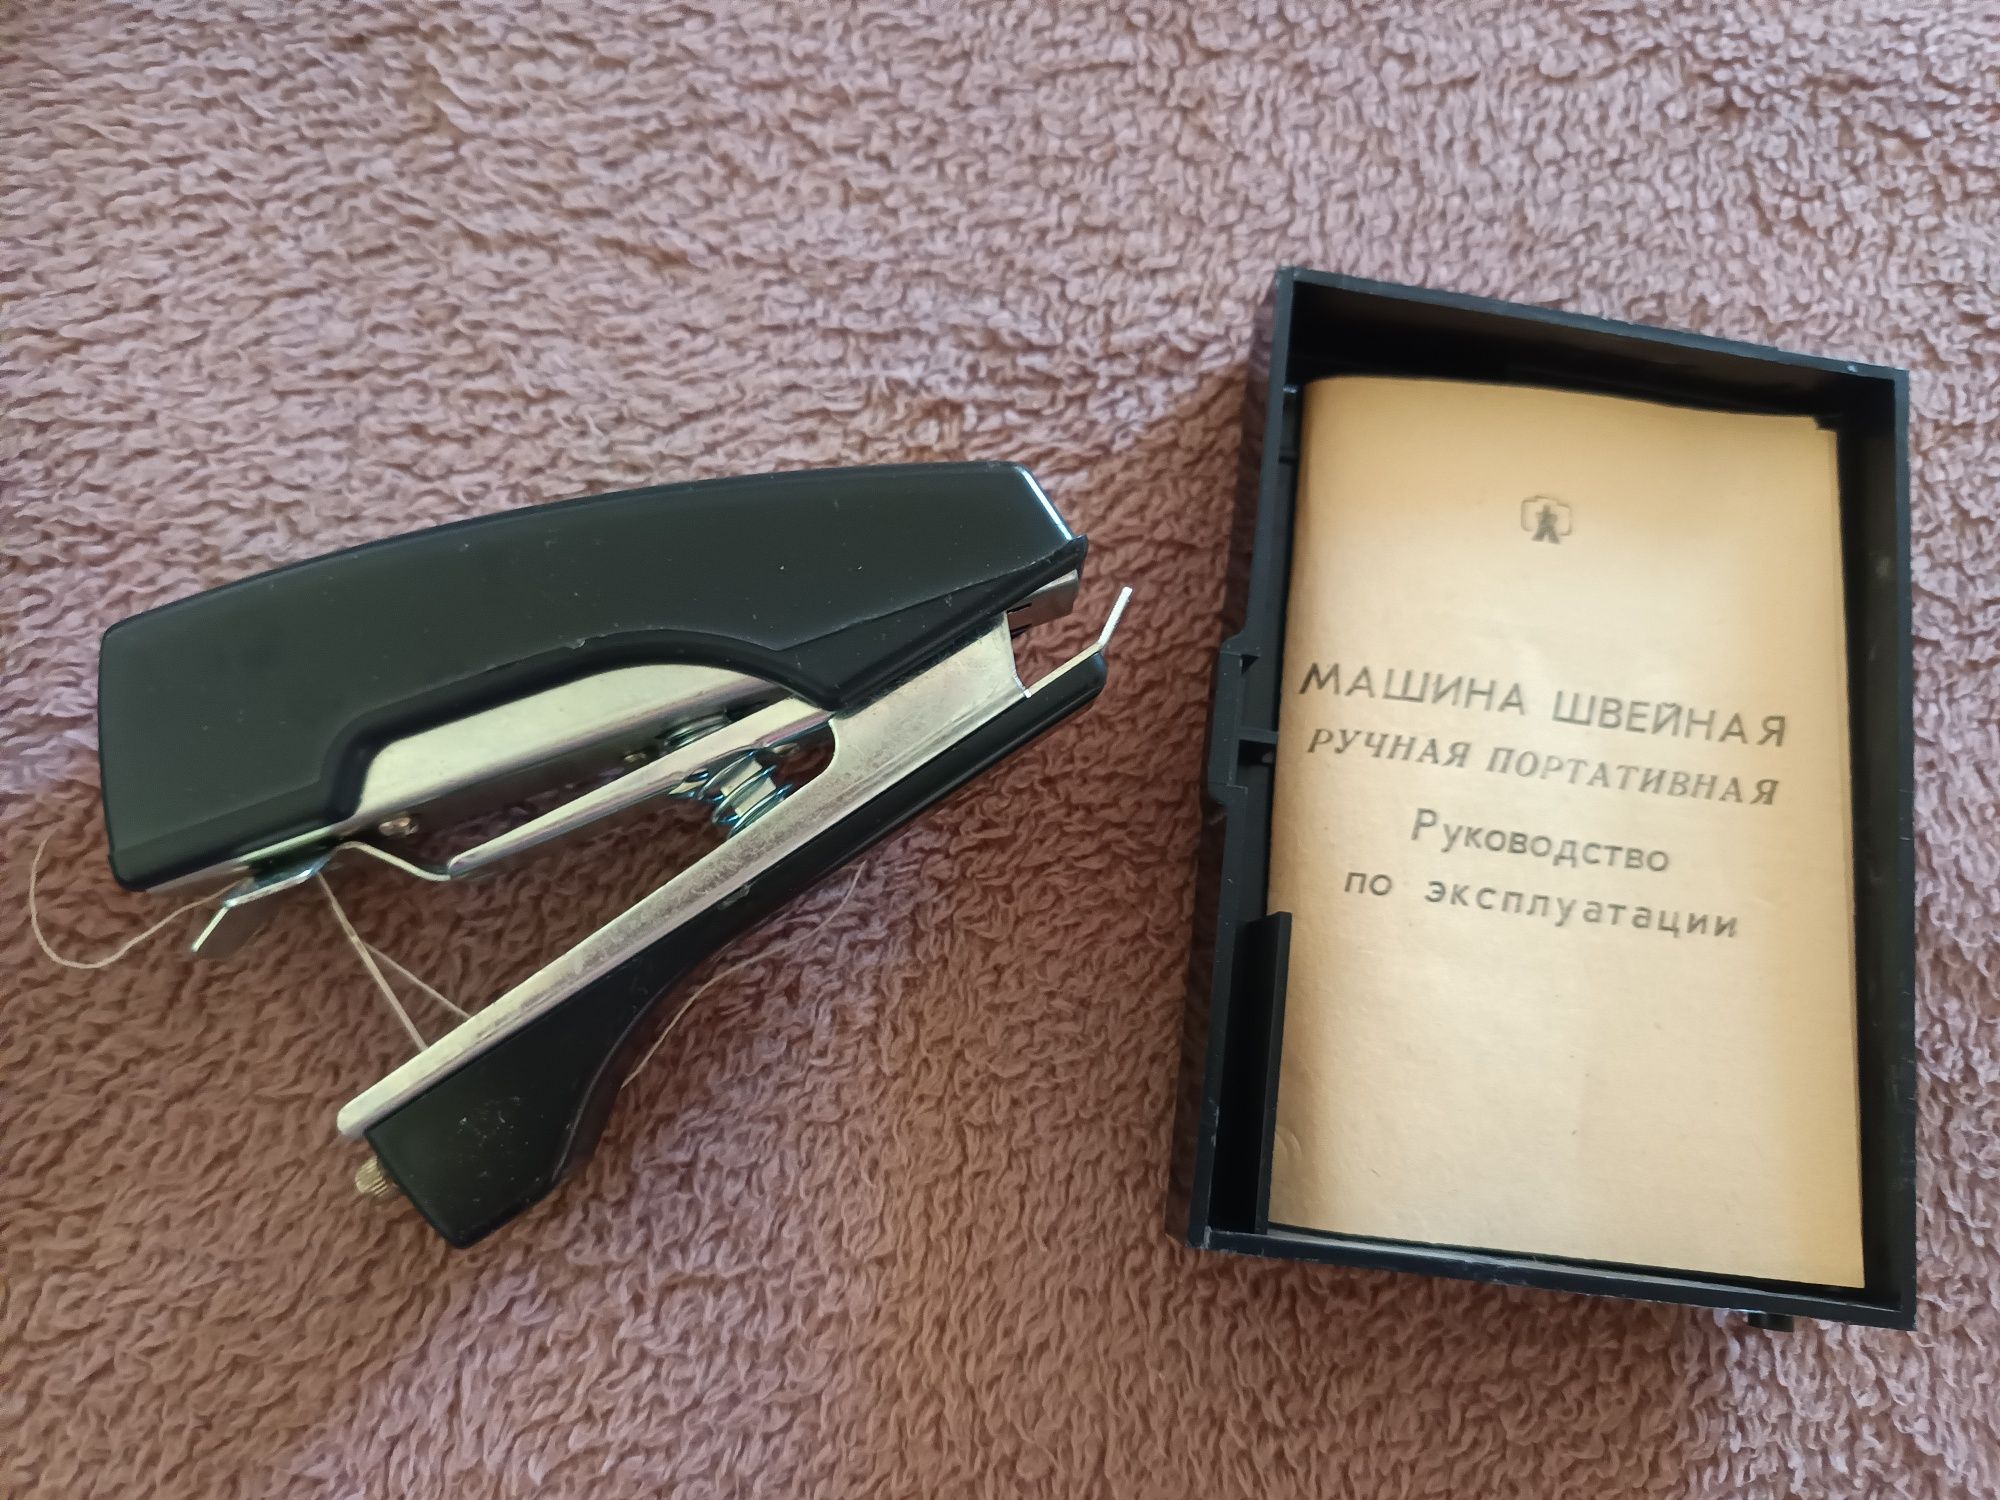 МАШИНА ШВЕЙНАЯ
РУЧНАЯ ПОРТАТИВНАЯ
Руководство
по эксплуатации